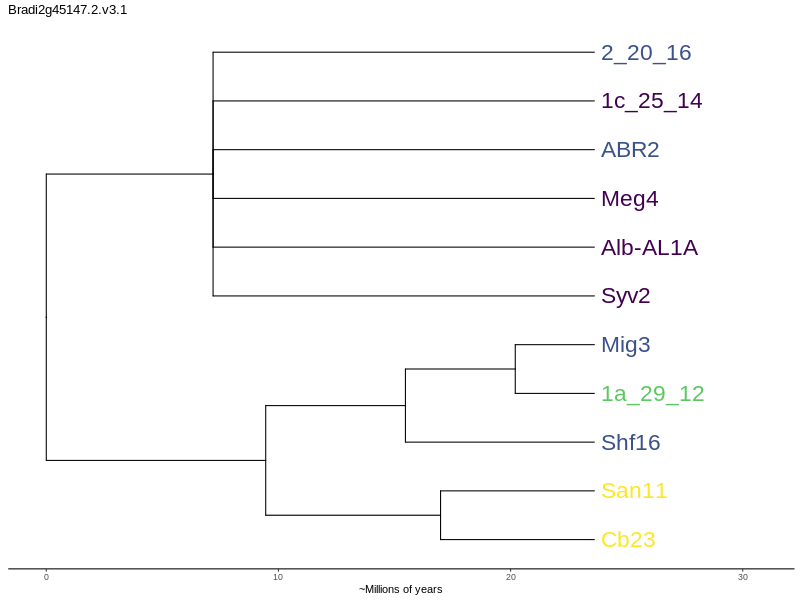 Bradi2g45147.2.v3.1
2_20_16
1c_25_14
ABR2
Meg4
Alb-AL1A
Syv2
Mig3
1a_29_12
Shf16
San11
Cb23
0 10 20 30
~Millions of years